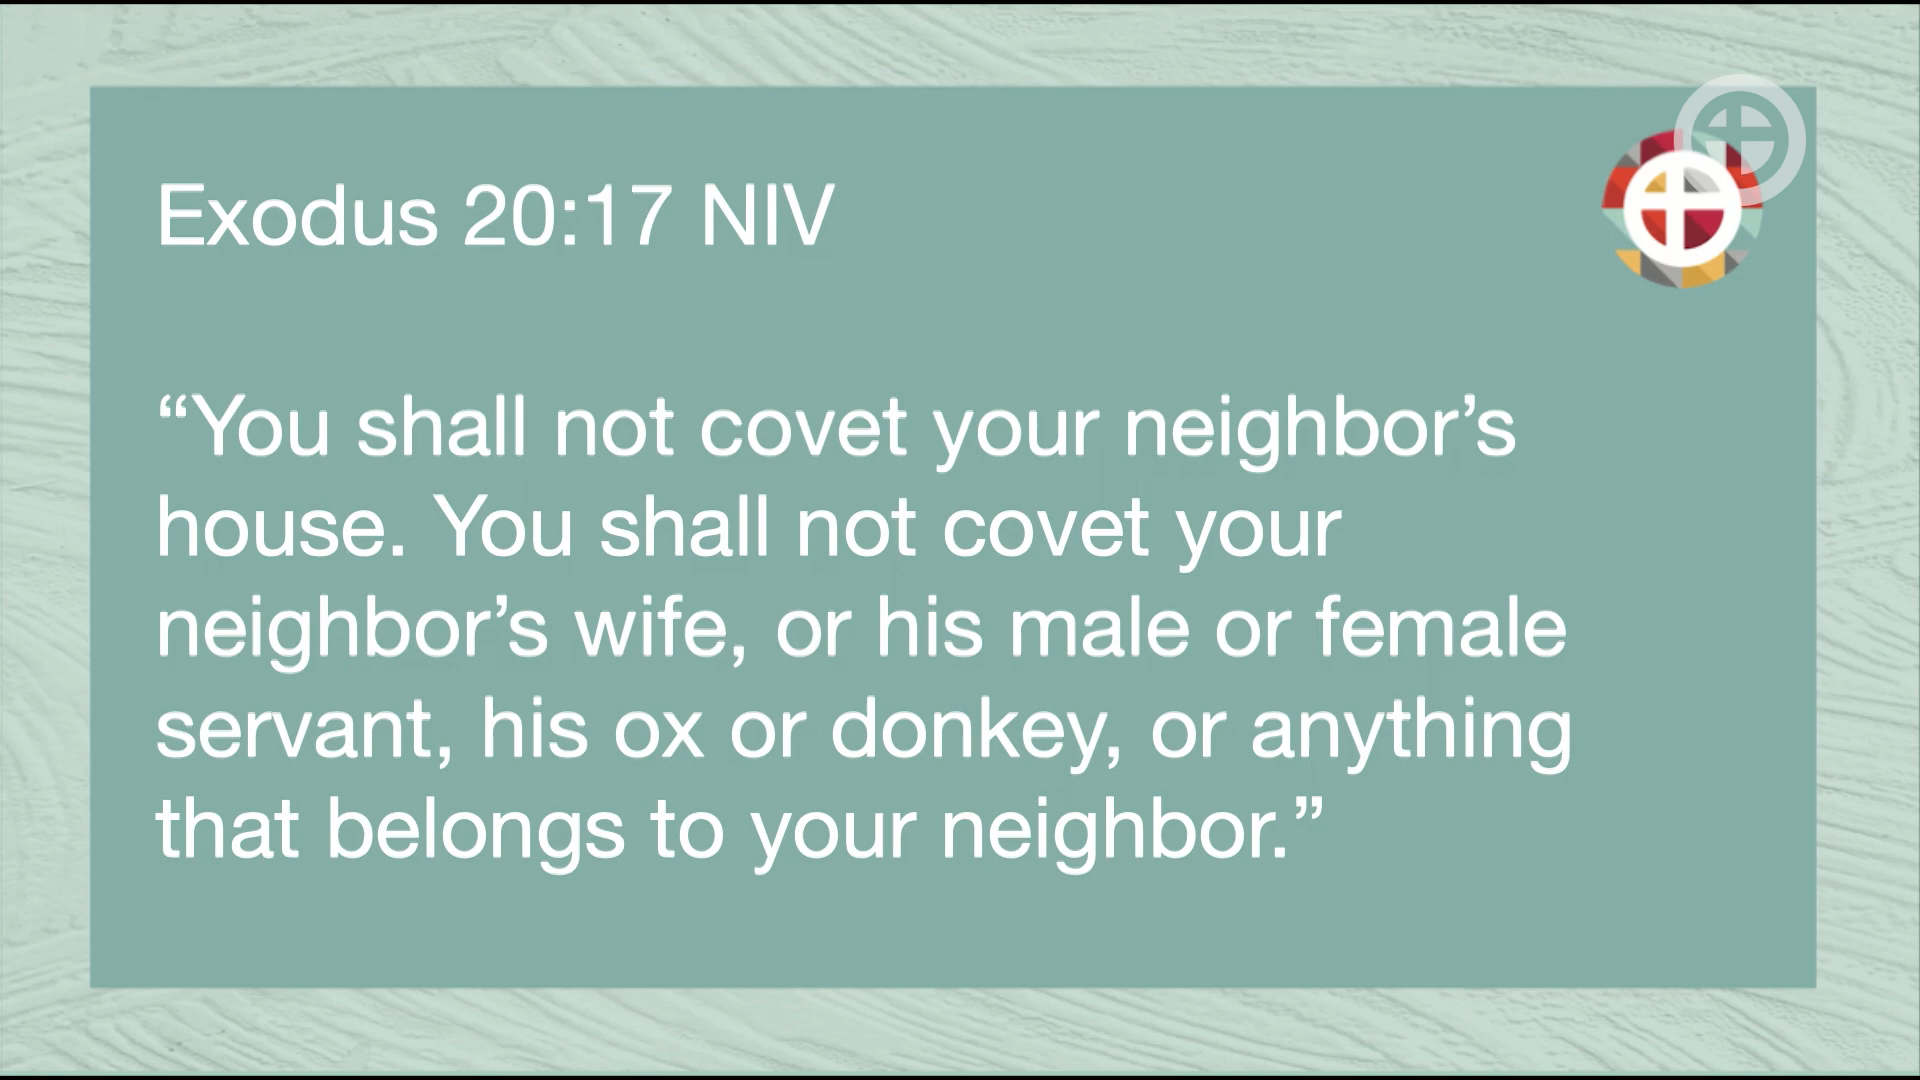 Exodus 20:17 NIV
“You shall not covet your neighbor’s
house. You shall not covet your
neighbor’s wife, or his male or female
servant, his ox or donkey, or anything
that belongs to your neighbor.”